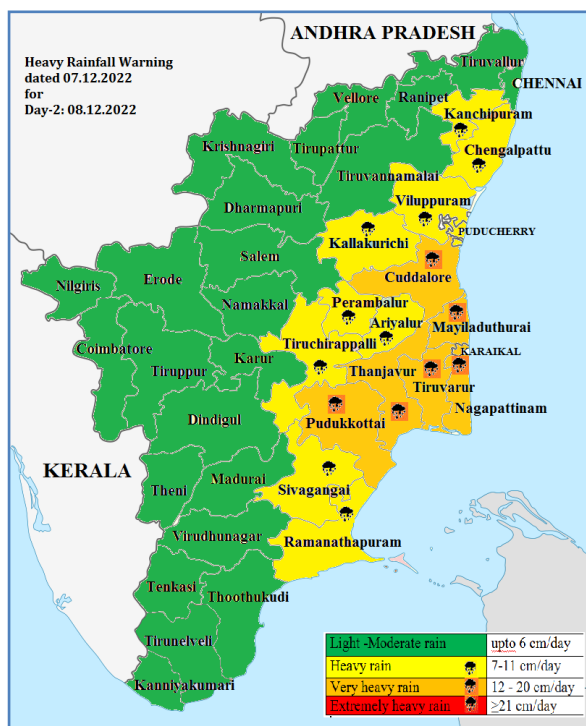 ANDHRA PRADESH
Heavy Rainfall Warning
dated 07.12.2022
for
Day-2: 08.12.2022
Tiruvallur
CHENNAI
Vellore
Ranipet
Kanchipuram
Krishnagiri
Tirupattur
Chengalpattu
Tiruvannamalai
Viluppuram
Dharmapuri
PUDUCHERRY
Kallakurichi
Salem
Cuddalore
Erode
Nilgiris
Namakkal
Perambalur
Ariyalur
Mayiladuthurai
Coimbatore
Tiruchirappalli
KARAIKAL
Karur
Tiruppur
Thanjavur
Tiruvarur
Nagapattinam
Dindigul
Pudukkottai
KERALA
Madurai
Theni
Sivagangai
Virudhunagar
Ramanathapuram
Tenkasi
Thoothukudi
Tirunelveli
Kanniyakumari
Light -Moderate rain upto 6 cm/day
Heavy rain 7-11 cm/day
Very heavy rain 12 - 20 cm/day
Extremely heavy rain ≥21 cm/day